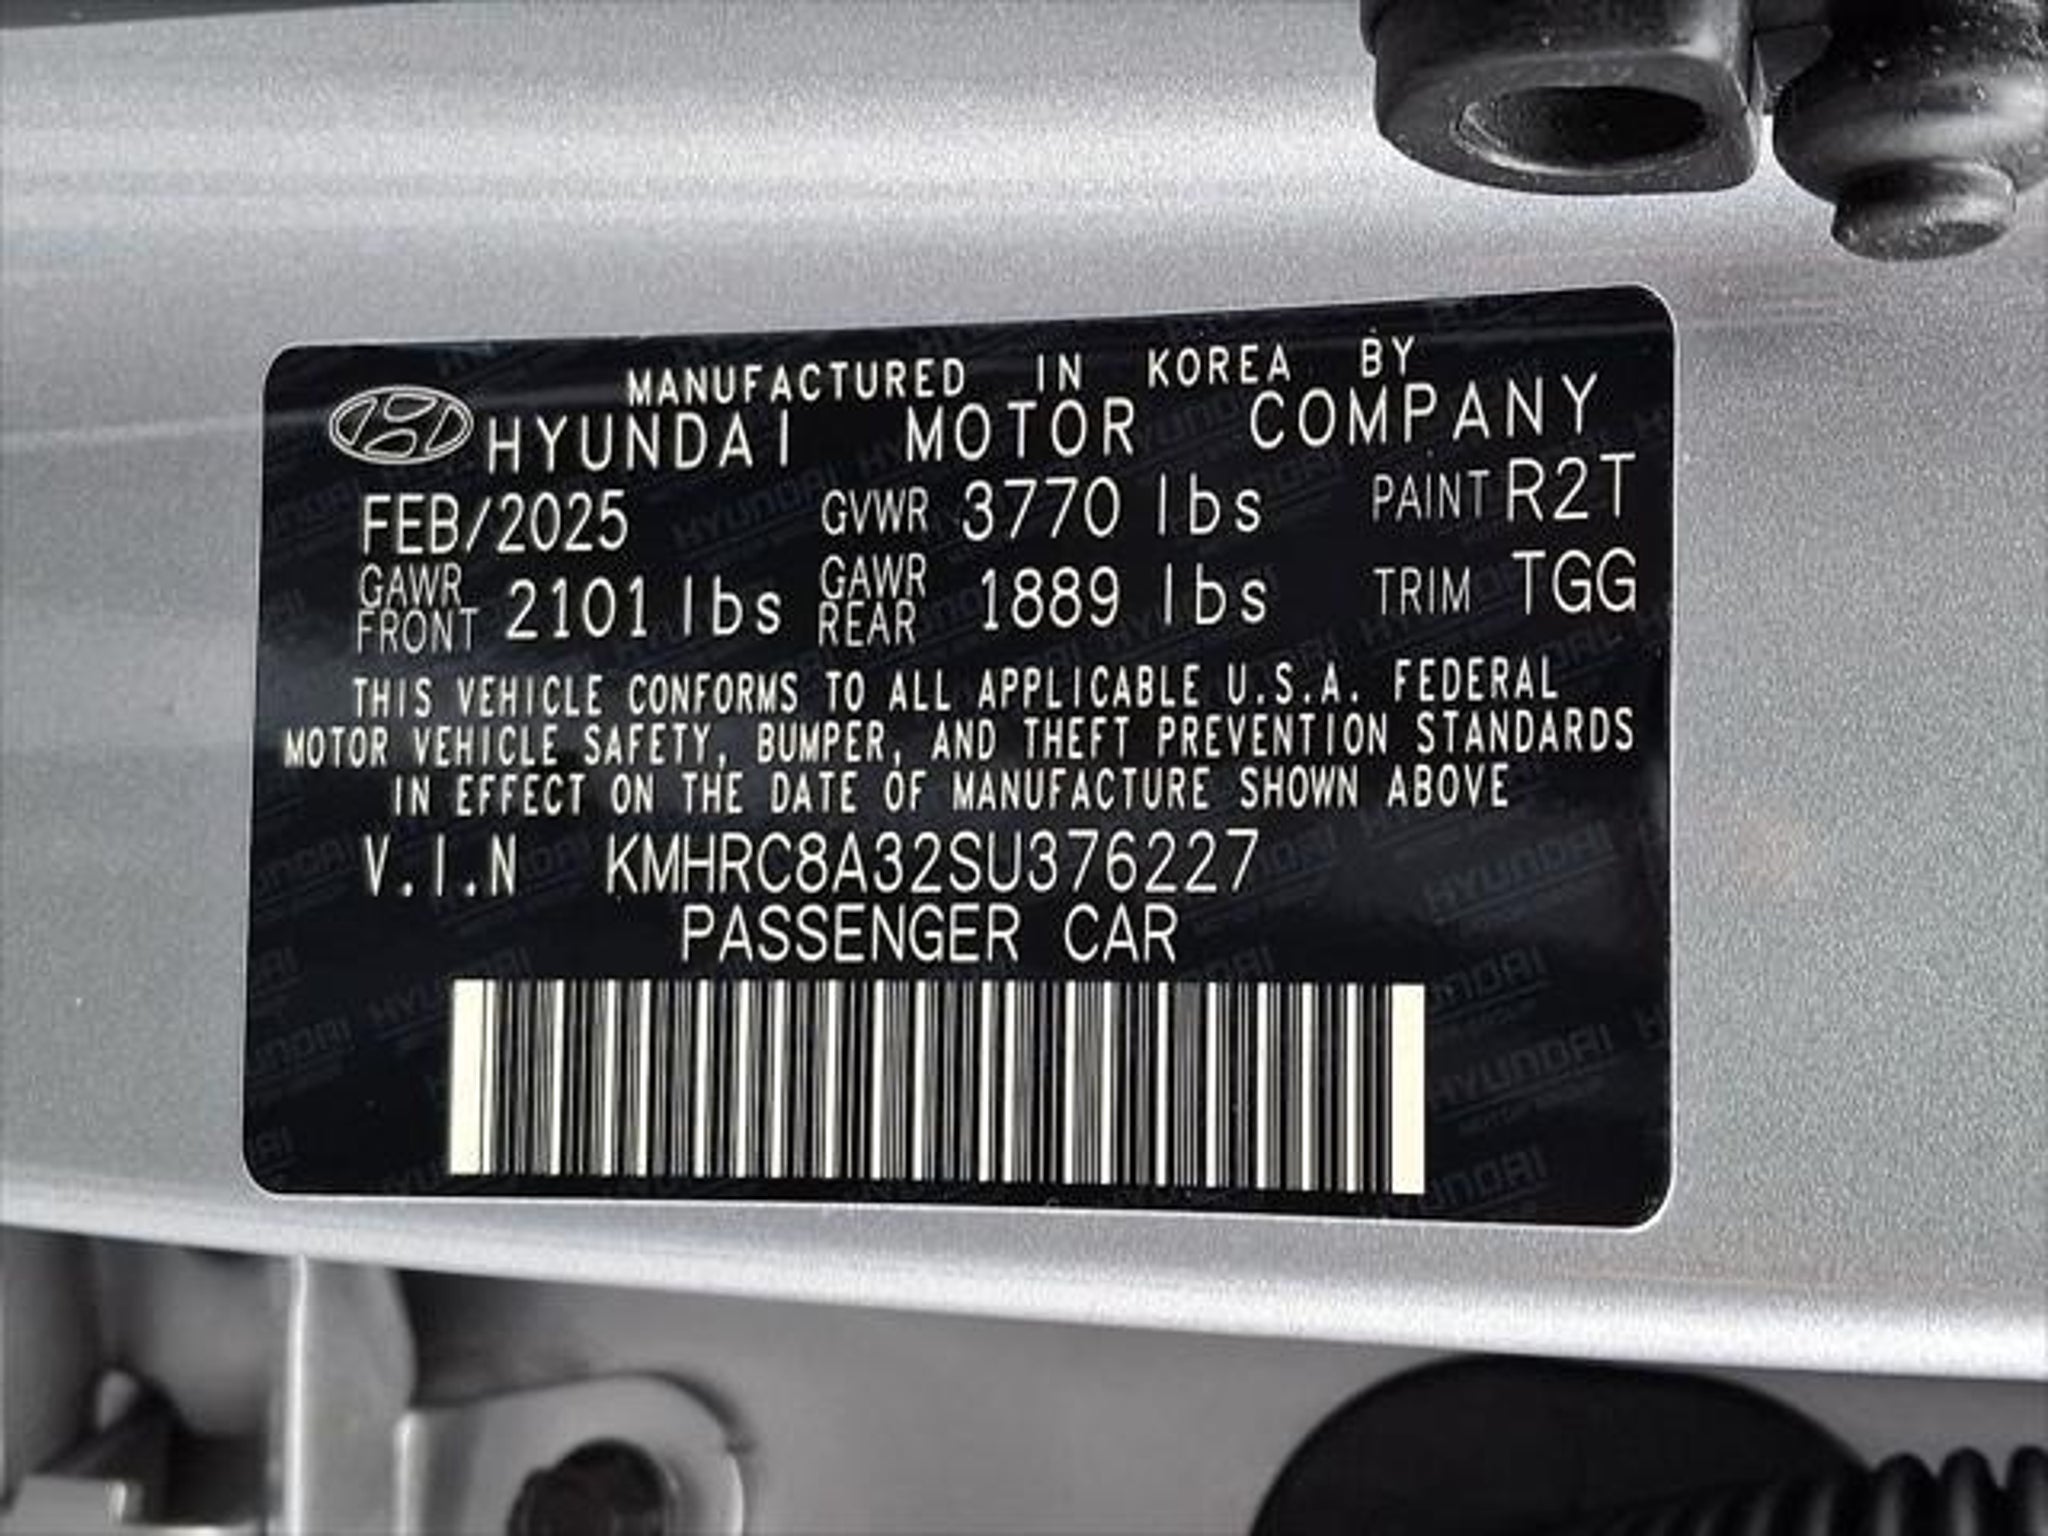 MANUFACTURED IN KOREA BY
HYUNDAI MOTOR COMPANY
FEB/2025 GVWR 3770 lbs PAINT R2T
GAWR FRONT 2101 lbs GAWR REAR 1889 lbs TRIM TGG
THIS VEHICLE CONFORMS TO ALL APPLICABLE U.S.A. FEDERAL
MOTOR VEHICLE SAFETY, BUMPER, AND THEFT PREVENTION STANDARDS
IN EFFECT ON THE DATE OF MANUFACTURE SHOWN ABOVE
V.I.N KMHRC8A32SU376227
PASSENGER CAR